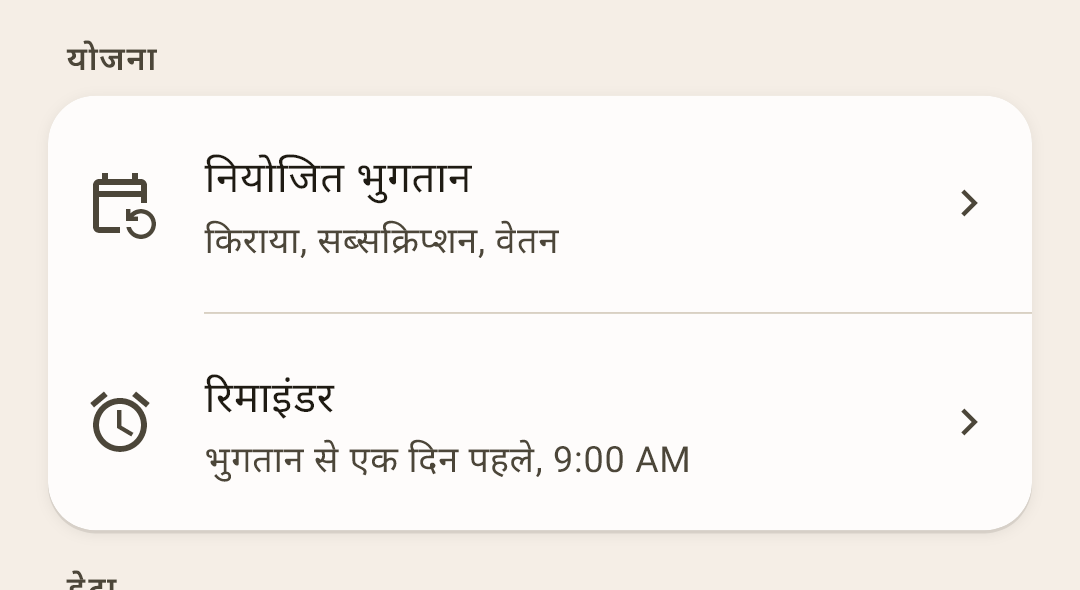 योजना
नियोजित भुगतान
किराया, सब्सक्रिप्शन, वेतन
रिमाइंडर
भुगतान से एक दिन पहले, 9:00 AM